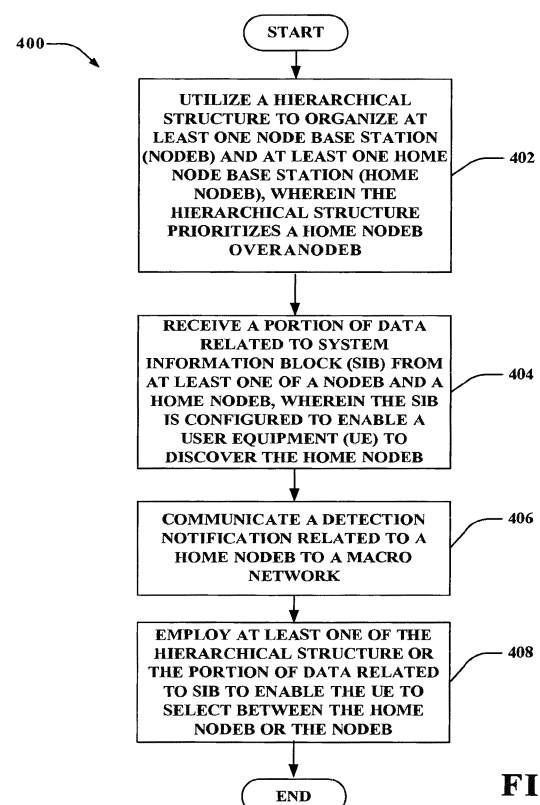 START
400
UTILIZE A HIERARCHICAL
STRUCTURE TO ORGANIZE AT
LEAST ONE NODE BASE STATION
(NODEB) AND AT LEAST ONE HOME
NODE BASE STATION (HOME
NODEB), WHEREIN THE
HIERARCHICAL STRUCTURE
PRIORITIZES A HOME NODEB
OVERANODEB
402
RECEIVE A PORTION OF DATA
RELATED TO SYSTEM
INFORMATION BLOCK (SIB) FROM
AT LEAST ONE OF A NODEB AND A
HOME NODEB, WHEREIN THE SIB
IS CONFIGURED TO ENABLE A
USER EQUIPMENT (UE) TO
DISCOVER THE HOME NODEB
404
COMMUNICATE A DETECTION
NOTIFICATION RELATED TO A
HOME NODEB TO A MACRO
NETWORK
406
EMPLOY AT LEAST ONE OF THE
HIERARCHICAL STRUCTURE OR
THE PORTION OF DATA RELATED
TO SIB TO ENABLE THE UE TO
SELECT BETWEEN THE HOME
NODEB OR THE NODEB
408
END
FI